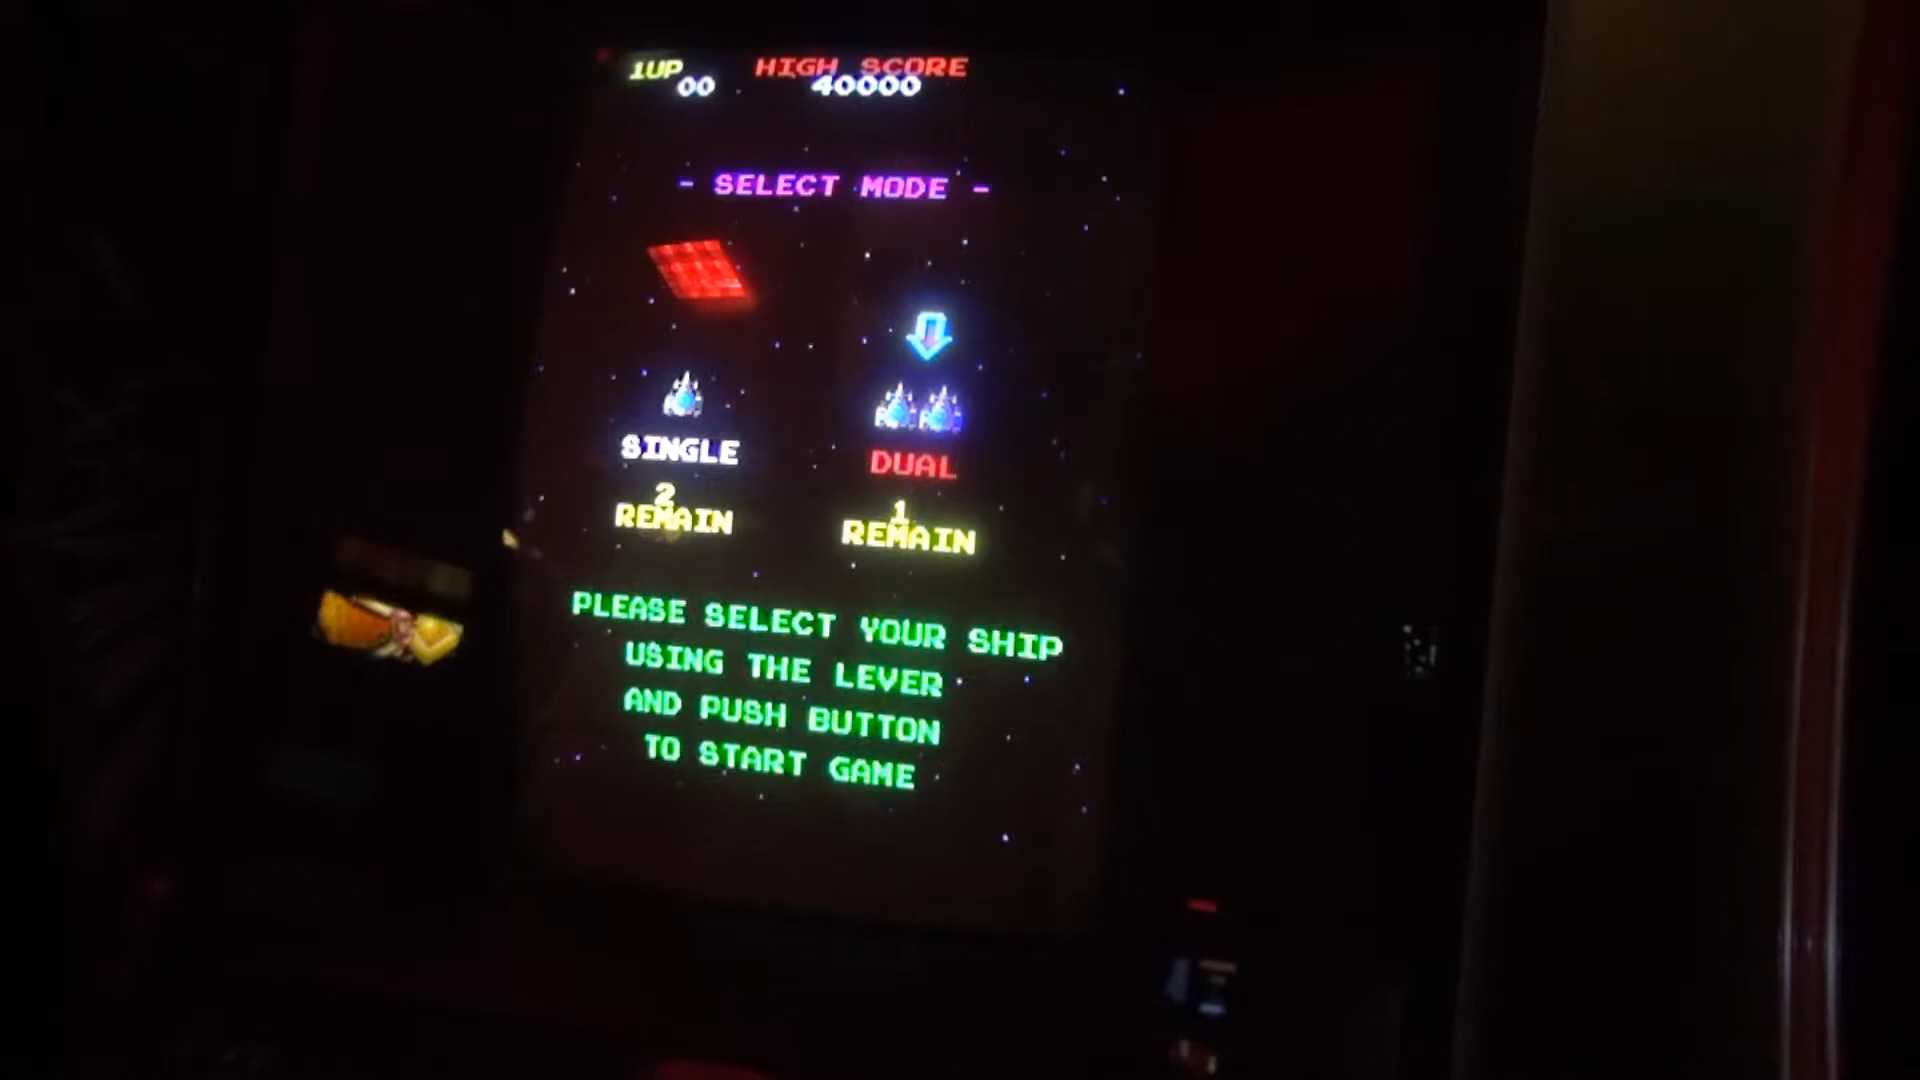 1UP HIGH SCORE
00 40000
- SELECT MODE -
SINGLE DUAL
2 1
REMAIN REMAIN
PLEASE SELECT YOUR SHIP
USING THE LEVER
AND PUSH BUTTON
TO START GAME